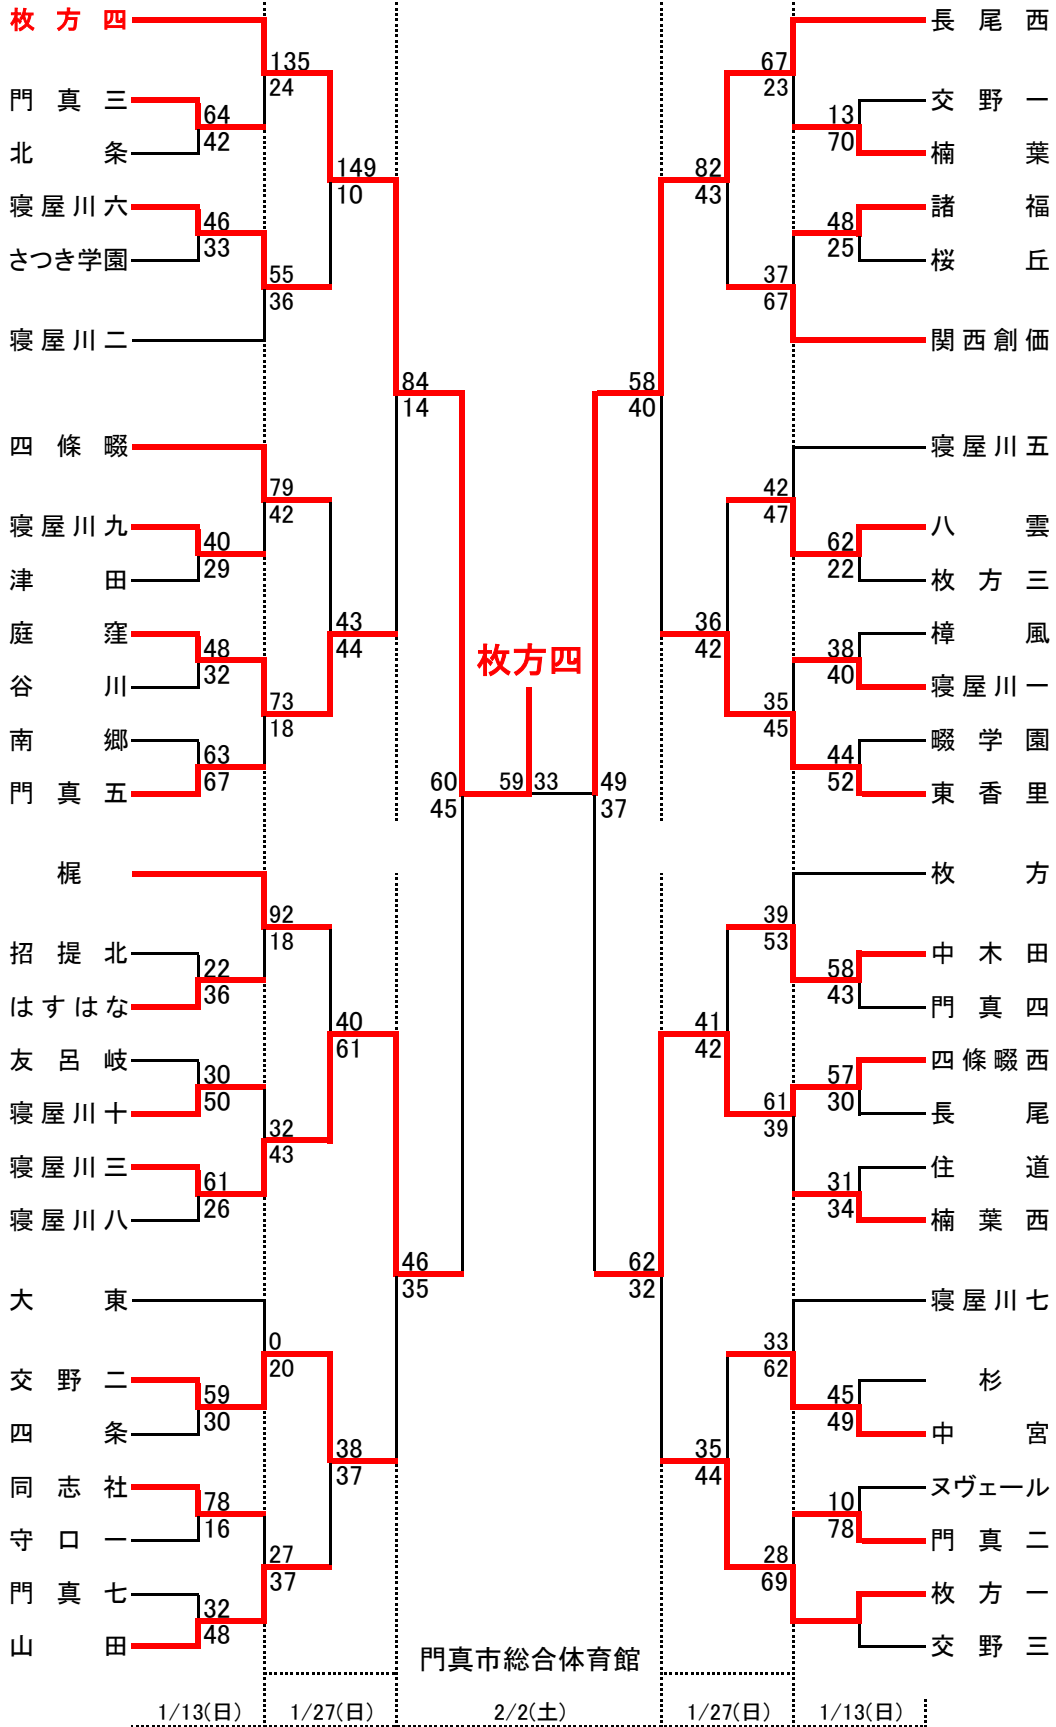 枚方四
135
24
門真三
64
42
北条
149
10
寝屋川六
46
33
さつき学園
55
36
寝屋川二
84
14
四條畷
79
42
寝屋川九
40
29
津田
43
44
庭窪
48
32
谷川
73
18
南郷
63
67
門真五
60
45
梶
92
18
招提北
22
36
はすはな
40
61
友呂岐
30
50
寝屋川十
32
43
寝屋川三
61
26
寝屋川八
46
35
大東
0
20
交野二
59
30
四条
38
37
同志社
78
16
守口一
27
37
門真七
32
48
山田
枚方四
59 33
長尾西
67
23
交野一
13
70
楠葉
82
43
諸福
48
25
桜丘
37
67
関西創価
58
40
寝屋川五
42
47
八雲
62
22
枚方三
36
42
樟風
38
40
寝屋川一
35
45
畷学園
44
52
東香里
49
37
枚方
39
53
中木田
58
43
門真四
41
42
四條畷西
57
30
長尾
61
39
住道
31
34
楠葉西
62
32
寝屋川七
33
62
杉
45
49
中宮
35
44
ヌヴェール
10
78
門真二
28
69
枚方一
交野三
門真市総合体育館
1/13(日) 1/27(日) 2/2(土) 1/27(日) 1/13(日)